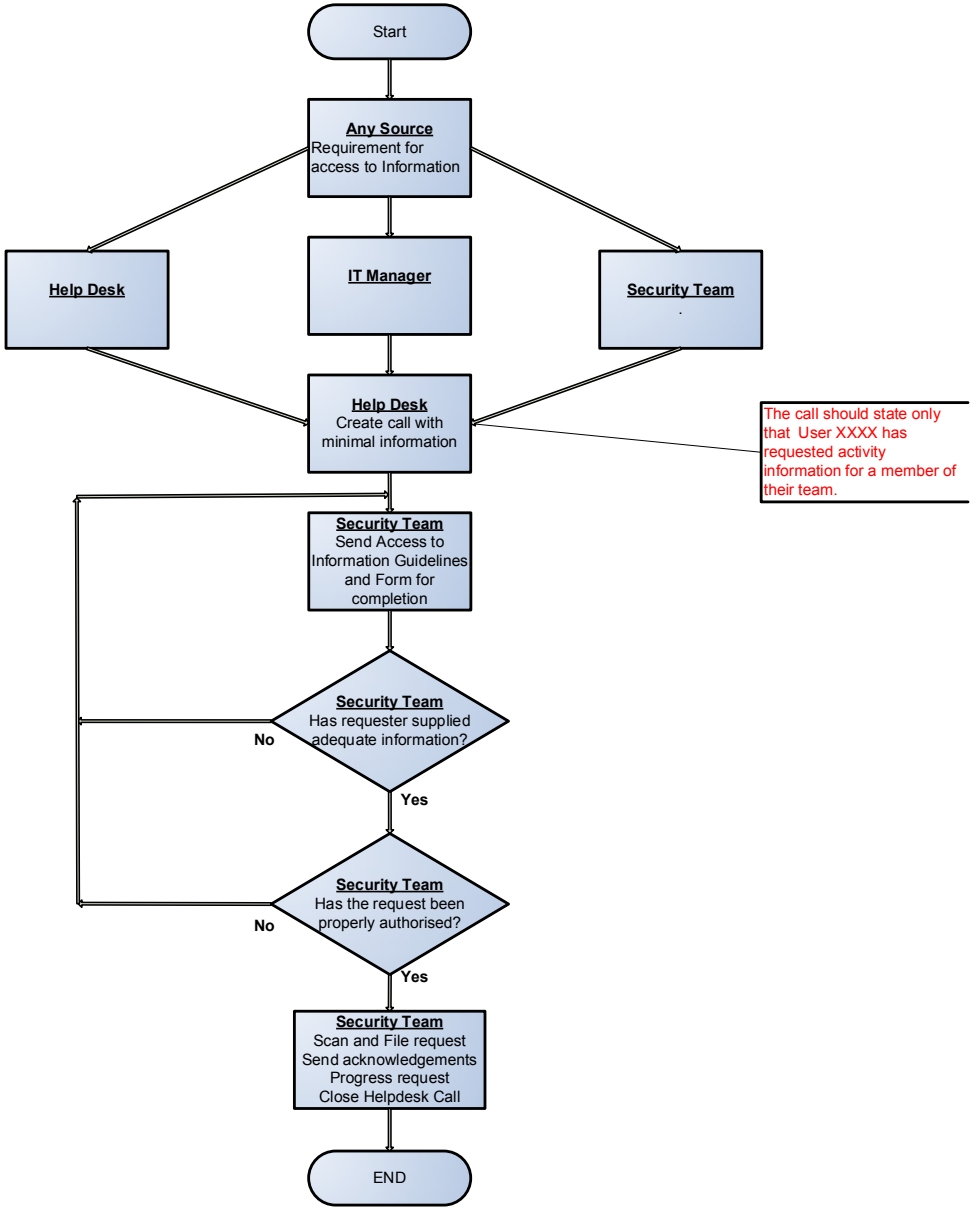 Start
Any Source
Requirement for
access to Information
Help Desk
IT Manager
Security Team
.
Help Desk
Create call with
minimal information
The call should state only
that User XXXX has
requested activity
information for a member of
their team.
Security Team
Send Access to
Information Guidelines
and Form for
completion
Security Team
Has requester supplied
adequate information?
No
Yes
Security Team
Has the request been
properly authorised?
No
Yes
Security Team
Scan and File request
Send acknowledgements
Progress request
Close Helpdesk Call
END